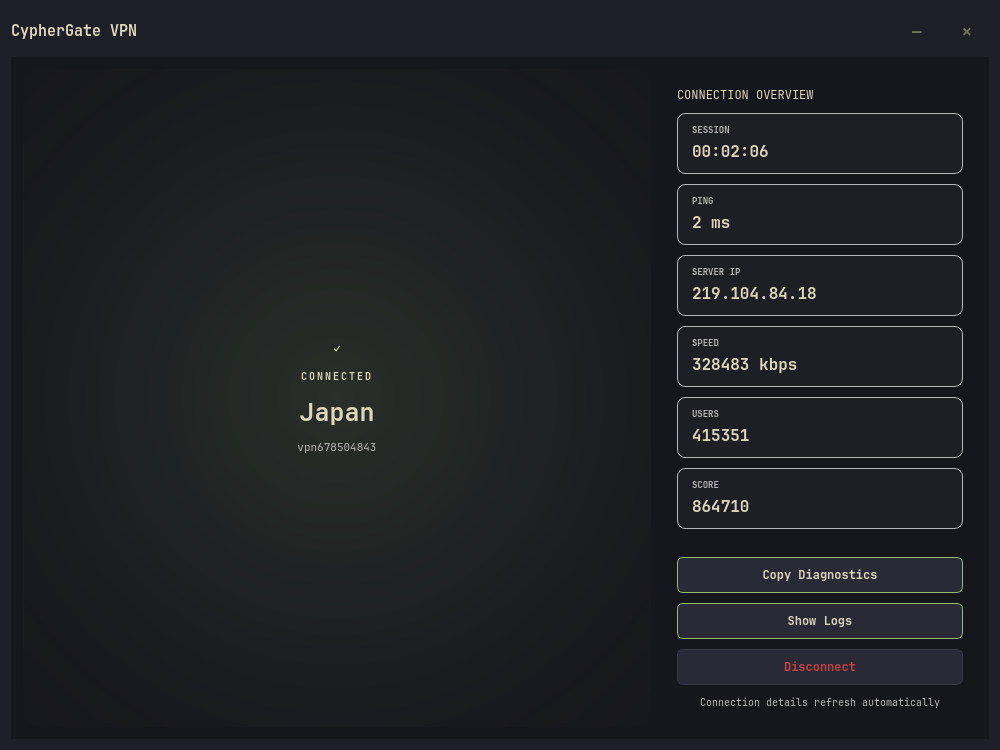 CypherGate VPN
— ×
✓
CONNECTED
Japan
vpn678504843
CONNECTION OVERVIEW
SESSION
00:02:06
PING
2 ms
SERVER IP
219.104.84.18
SPEED
328483 kbps
USERS
415351
SCORE
864710
Copy Diagnostics
Show Logs
Disconnect
Connection details refresh automatically